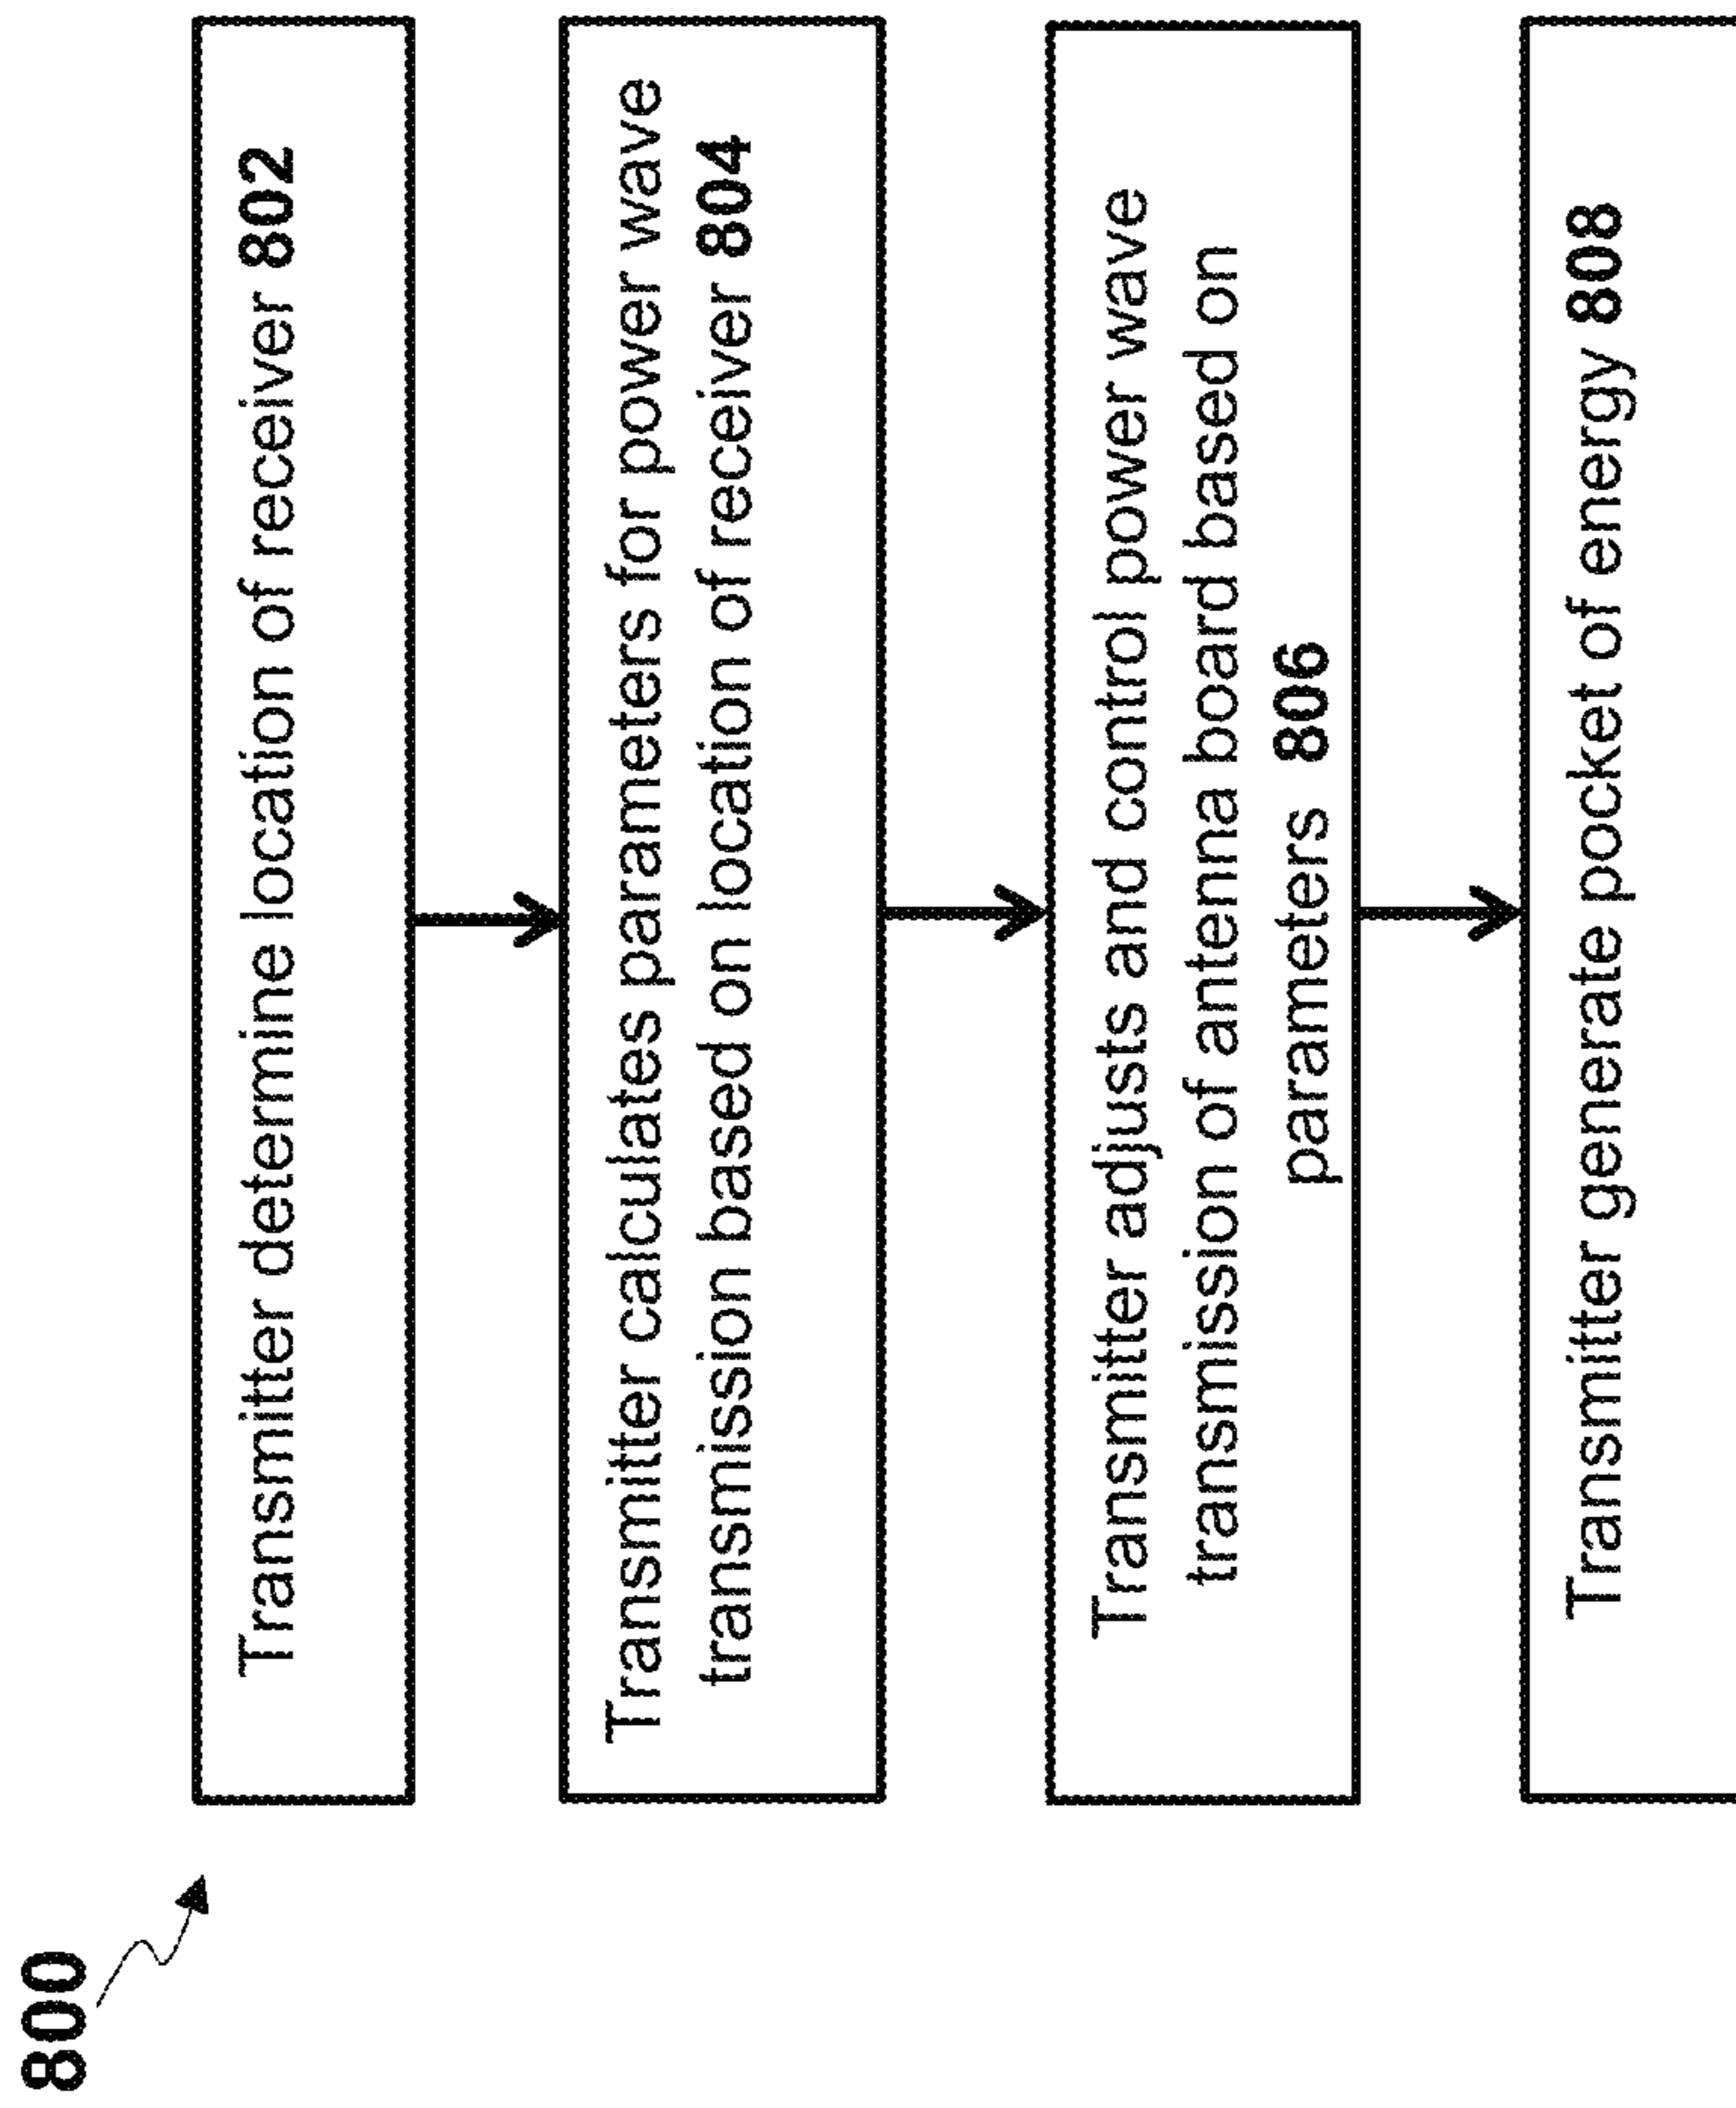 800
Transmitter determine location of receiver 802
Transmitter calculates parameters for power wave
transmission based on location of receiver 804
Transmitter adjusts and control power wave
transmission of antenna board based on
parameters 806
Transmitter generate pocket of energy 808